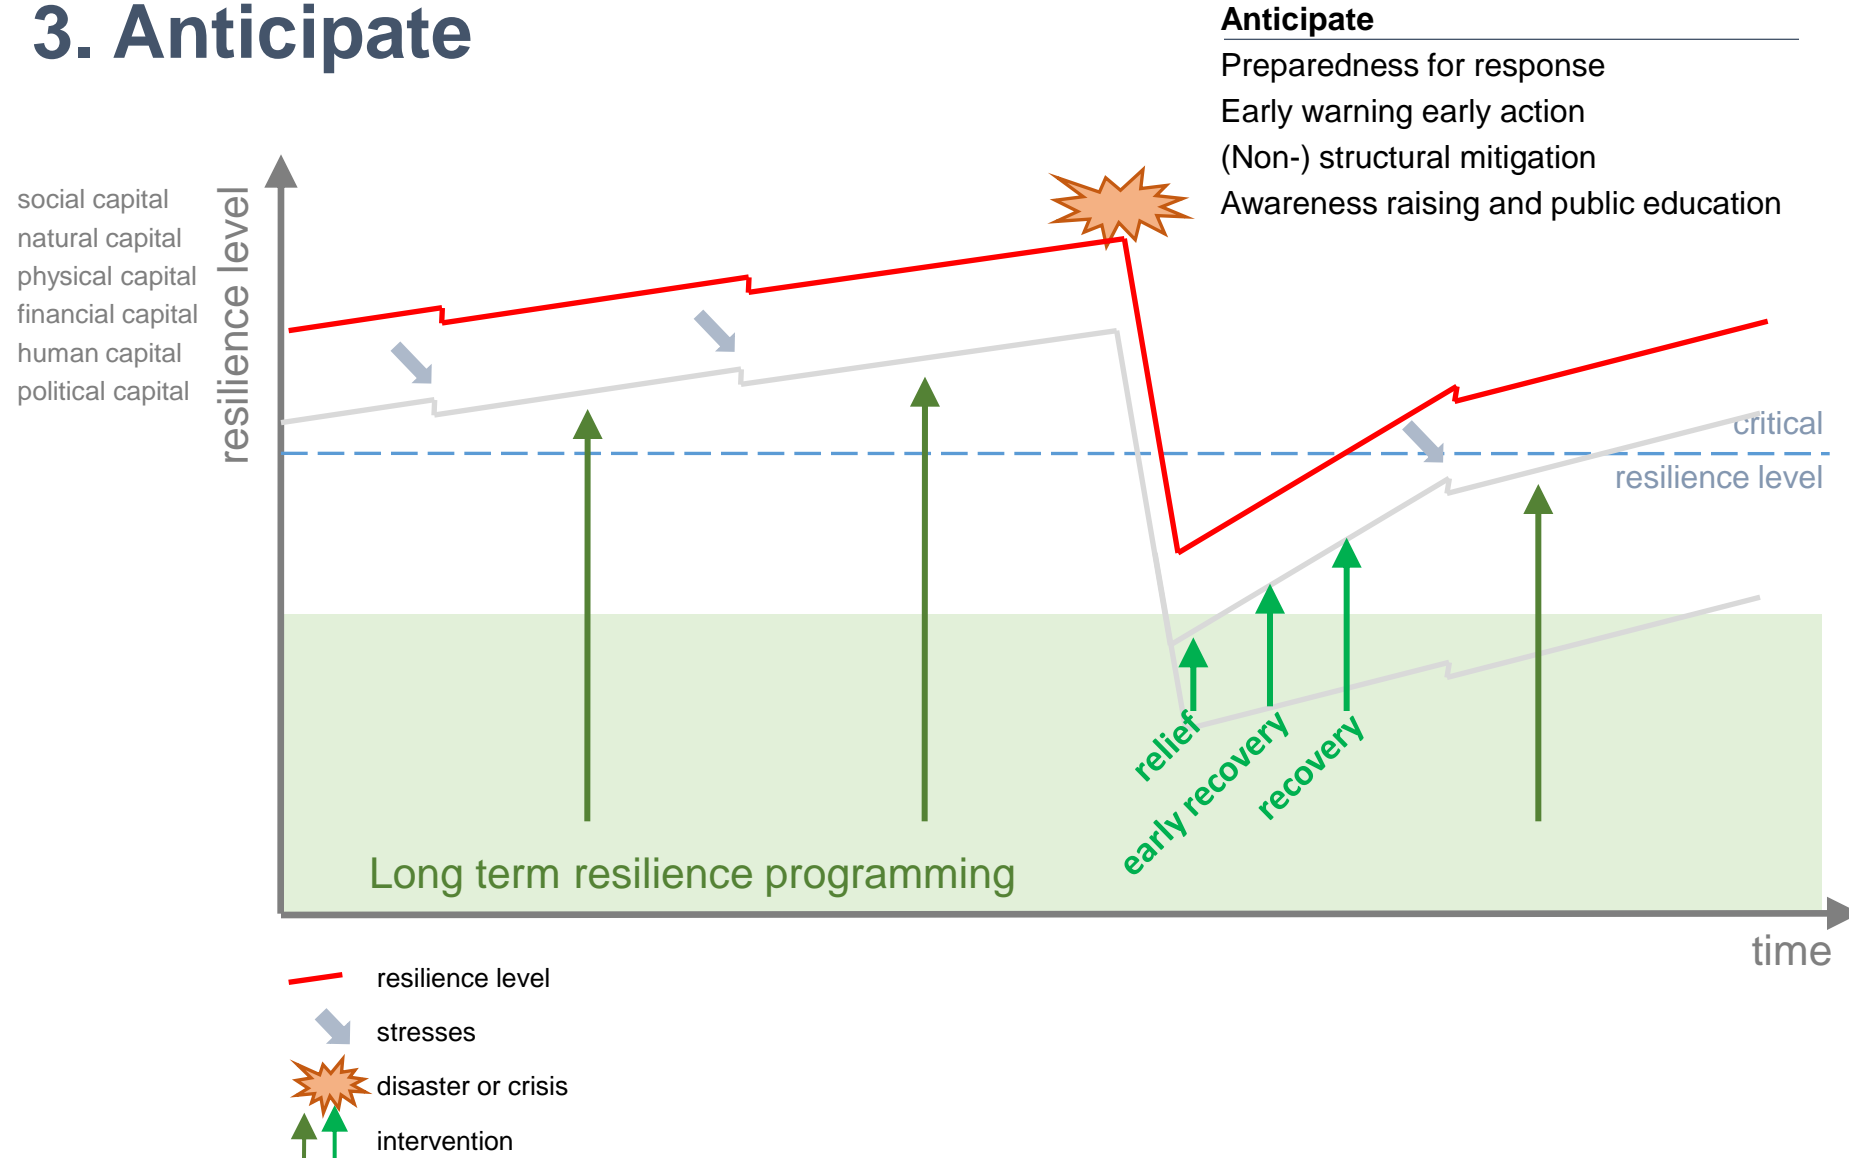 3. Anticipate
Anticipate
Preparedness for response
Early warning early action
(Non-) structural mitigation
Awareness raising and public education
social capital
natural capital
physical capital
financial capital
human capital
political capital
resilience level
critical
resilience level
relief
early recovery
recovery
Long term resilience programming
time
resilience level
stresses
disaster or crisis
intervention